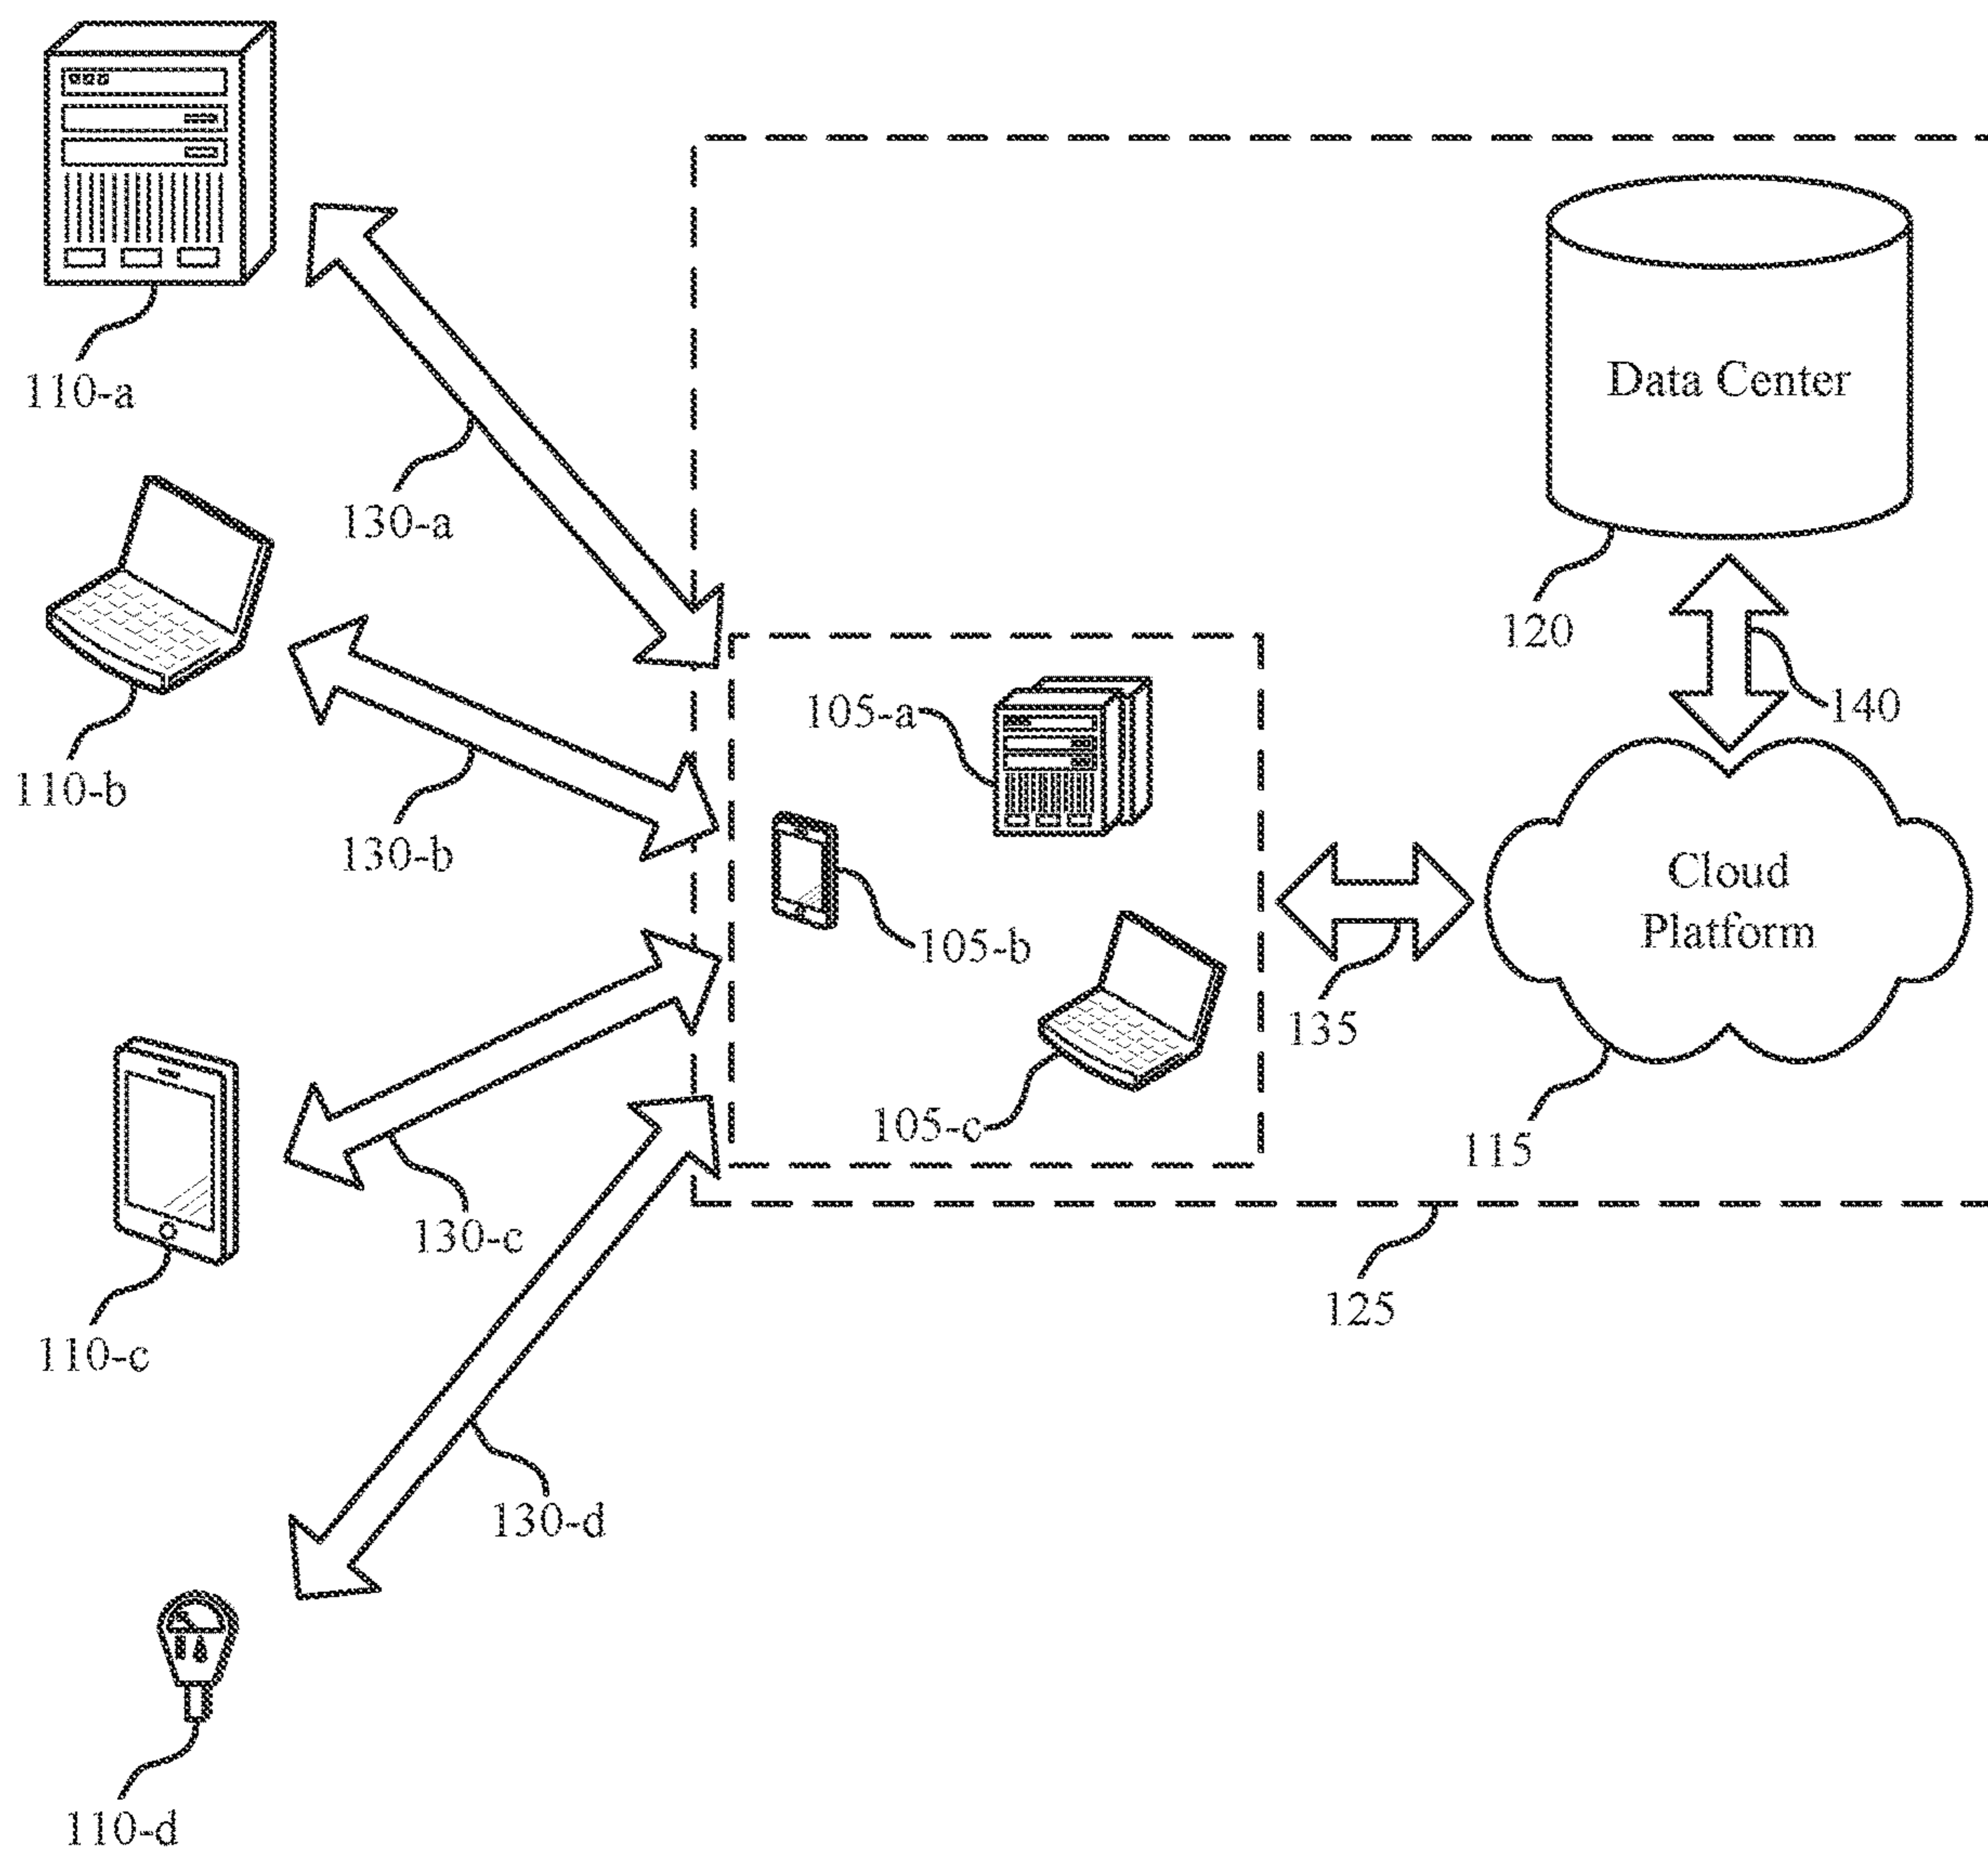 110-a
130-a
Data Center
120
110-b
130-b
105-a
140
105-b
Cloud
Platform
135
105-c
115
110-c
130-c
125
130-d
110-d